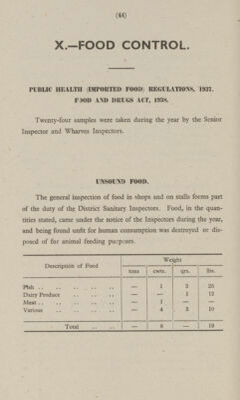 (44)
X.—FOOD CONTROL.
PUBLIC HEALTH (IMPORTED FOOD) REGULATIONS, 1937.
FOOD AND DRUGS ACT, 1938.
Twenty-four samples were taken during the year by the Senior
Inspector and Wharves Inspectors.
UNSOUND FOOD.
The general inspection of food in shops and on stalls forms part
of the duty of the District Sanitary Inspectors. Food, in the quan-
tities stated, came under the notice of the Inspectors during the year,
and being found unfit for human consumption was destroyed or dis-
posed of for animal feeding purposes.
Description of Food Weight
tons cwts. qrs. lbs.
Fish .. .. .. .. .. — 1 3 25
Dairy Produce .. .. .. — — 1 12
Meat .. .. .. .. .. — 1 — —
Various .. .. .. .. — 4 3 10
Total .. .. — 8 — 19